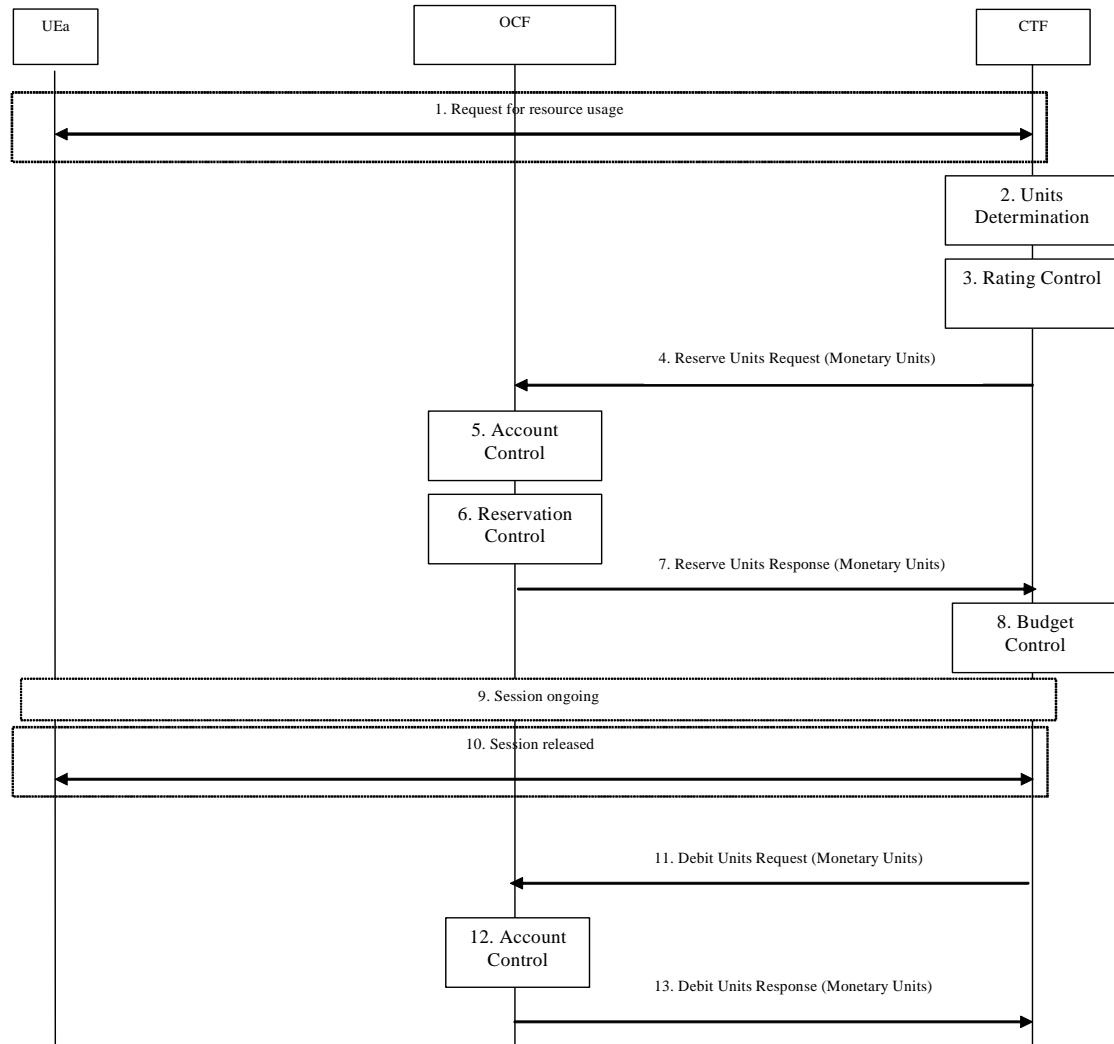 UEa
OCF
CTF
1. Request for resource usage
2. Units
Determination
3. Rating Control
4. Reserve Units Request (Monetary Units)
5. Account
Control
6. Reservation
Control
7. Reserve Units Response (Monetary Units)
8. Budget
Control
9. Session ongoing
10. Session released
11. Debit Units Request (Monetary Units)
12. Account
Control
13. Debit Units Response (Monetary Units)